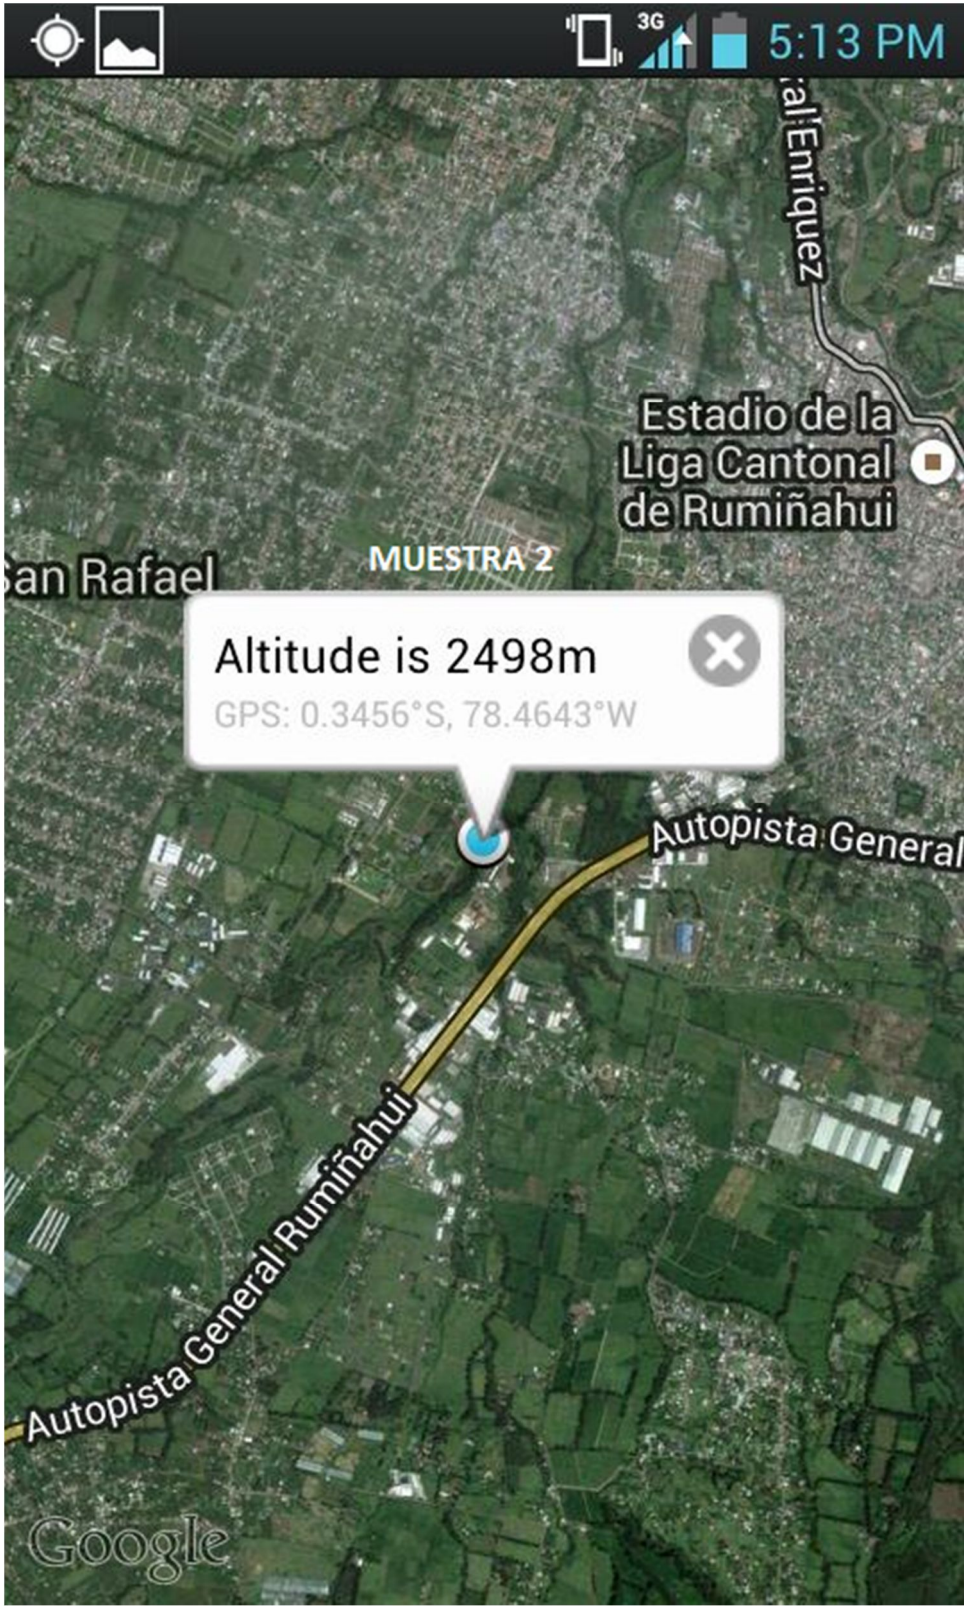 3G
5:13 PM
ral Enriquez
Estadio de la
Liga Cantonal
de Rumiñahui
MUESTRA 2
San Rafael
Altitude is 2498m
GPS: 0.3456°S, 78.4643°W
Autopista General
Autopista General Rumiñahui
Google